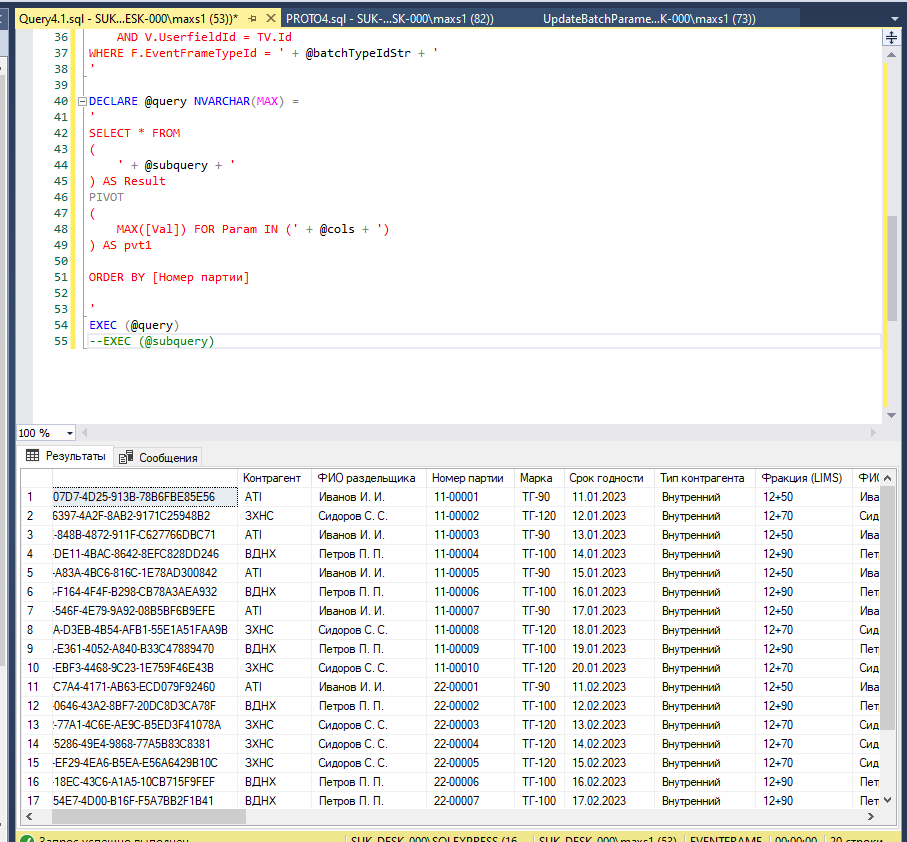 Query4.1.sql - SUK...ESK-000\maxs1 (53))* PROTO4.sql - SUK-...SK-000\maxs1 (82)) UpdateBatchParame...K-000\maxs1 (73))
36 AND V.UserfieldId = TV.Id
37 WHERE F.EventFrameTypeId = ' + @batchTypeIdStr + '
38 '
39
40 DECLARE @query NVARCHAR(MAX) =
41 '
42 SELECT * FROM
43 (
44 ' + @subquery + '
45 ) AS Result
46 PIVOT
47 (
48 MAX([Val]) FOR Param IN (' + @cols + ')
49 ) AS pvt1
50
51 ORDER BY [Номер партии]
52
53 '
54 EXEC (@query)
55 --EXEC (@subquery)
100 %
Результаты Сообщения
Контрагент ФИО раздельщика Номер партии Марка Срок годности Тип контрагента Фракция (LIMS) ФИС
1 07D7-4D25-913B-78B6FBE85E56 ATI Иванов И. И. 11-00001 ТГ-90 11.01.2023 Внутренний 12+50 Ива
2 6397-4A2F-8AB2-9171C25948B2 ЗХНС Сидоров С. С. 11-00002 ТГ-120 12.01.2023 Внутренний 12+70 Сид
3 -848B-4872-911F-C627766DBC71 ATI Иванов И. И. 11-00003 ТГ-90 13.01.2023 Внутренний 12+50 Ива
4 -DE11-4BAC-8642-8EFC828DD246 ВДНХ Петров П. П. 11-00004 ТГ-100 14.01.2023 Внутренний 12+90 Пет
5 -A83A-4BC6-816C-1E78AD300842 ATI Иванов И. И. 11-00005 ТГ-90 15.01.2023 Внутренний 12+50 Ива
6 -F164-4F4F-B298-CB78A3AEA932 ВДНХ Петров П. П. 11-00006 ТГ-100 16.01.2023 Внутренний 12+90 Пет
7 -546F-4E79-9A92-08B5BF6B9EFE ATI Иванов И. И. 11-00007 ТГ-90 17.01.2023 Внутренний 12+50 Ива
8 A-D3EB-4B54-AFB1-55E1A51FAA9B ЗХНС Сидоров С. С. 11-00008 ТГ-120 18.01.2023 Внутренний 12+70 Сид
9 -E361-4052-A840-B33C47889470 ВДНХ Петров П. П. 11-00009 ТГ-100 19.01.2023 Внутренний 12+90 Пет
10 -EBF3-4468-9C23-1E759F46E43B ЗХНС Сидоров С. С. 11-00010 ТГ-120 20.01.2023 Внутренний 12+70 Сид
11 -C7A4-4171-AB63-ECD079F92460 ATI Иванов И. И. 22-00001 ТГ-90 11.02.2023 Внутренний 12+50 Ива
12 -0646-43A2-8BF7-20DC8D3CA78F ВДНХ Петров П. П. 22-00002 ТГ-100 12.02.2023 Внутренний 12+90 Пет
13 -77A1-4C6E-AE9C-B5ED3F41078A ЗХНС Сидоров С. С. 22-00003 ТГ-120 13.02.2023 Внутренний 12+70 Сид
14 -5286-49E4-9868-77A5B83C8381 ЗХНС Сидоров С. С. 22-00004 ТГ-120 14.02.2023 Внутренний 12+70 Сид
15 -EF29-4EA6-B5EA-E56A6429B10C ЗХНС Сидоров С. С. 22-00005 ТГ-120 15.02.2023 Внутренний 12+70 Сид
16 -18EC-43C6-A1A5-10CB715F9FEF ВДНХ Петров П. П. 22-00006 ТГ-100 16.02.2023 Внутренний 12+90 Пет
17 54E7-4D00-B16F-F5A7BB2F1B41 ВДНХ Петров П. П. 22-00007 ТГ-100 17.02.2023 Внутренний 12+90 Пет
Запрос успешно выполнен SUK_DESK_000\SQLEXPRESS (16 SUK_DESK_000\maxs1 (53) EVENTFRAME 00:00:00 20 строки